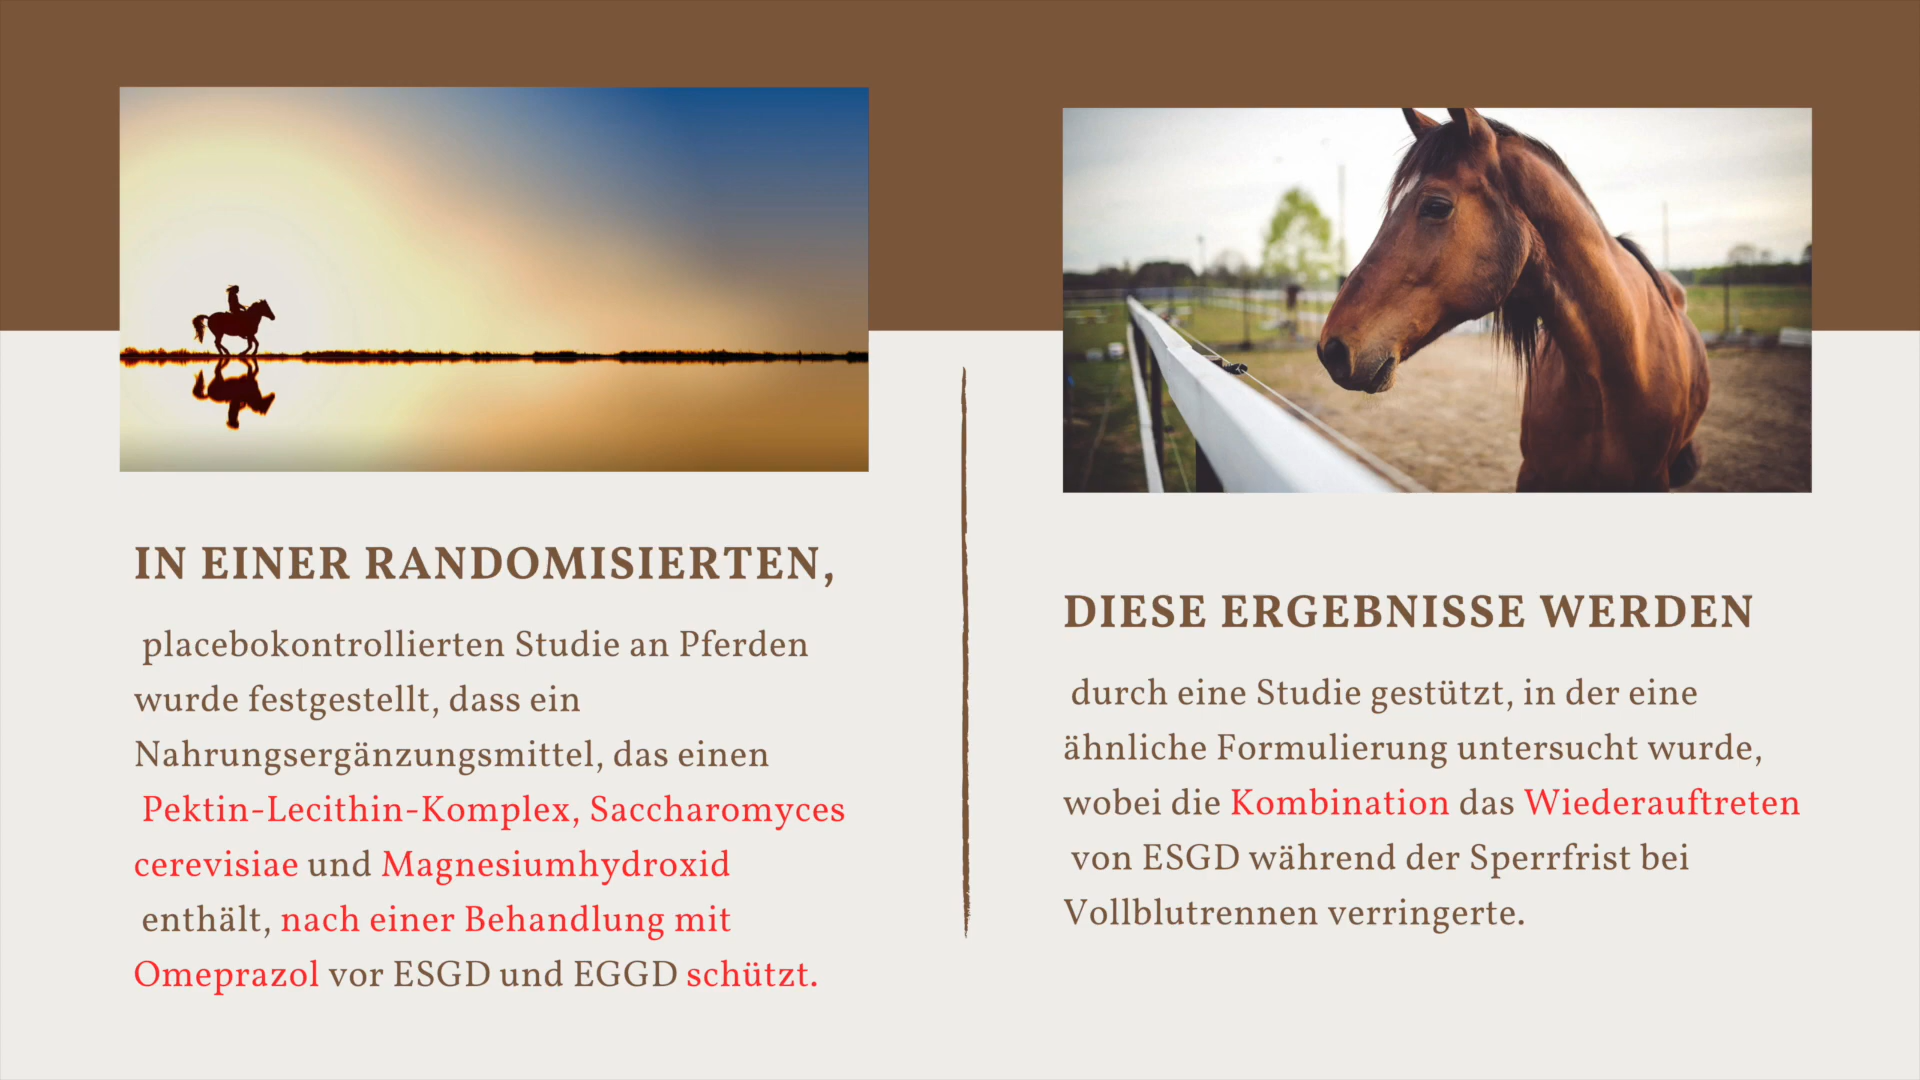 IN EINER RANDOMISIERTEN,
placebokontrollierten Studie an Pferden
wurde festgestellt, dass ein
Nahrungsergänzungsmittel, das einen
Pektin-Lecithin-Komplex, Saccharomyces
cerevisiae und Magnesiumhydroxid
enthält, nach einer Behandlung mit
Omeprazol vor ESGD und EGGD schützt.
DIESE ERGEBNISSE WERDEN
durch eine Studie gestützt, in der eine
ähnliche Formulierung untersucht wurde,
wobei die Kombination das Wiederauftreten
von ESGD während der Sperrfrist bei
Vollblutrennen verringerte.